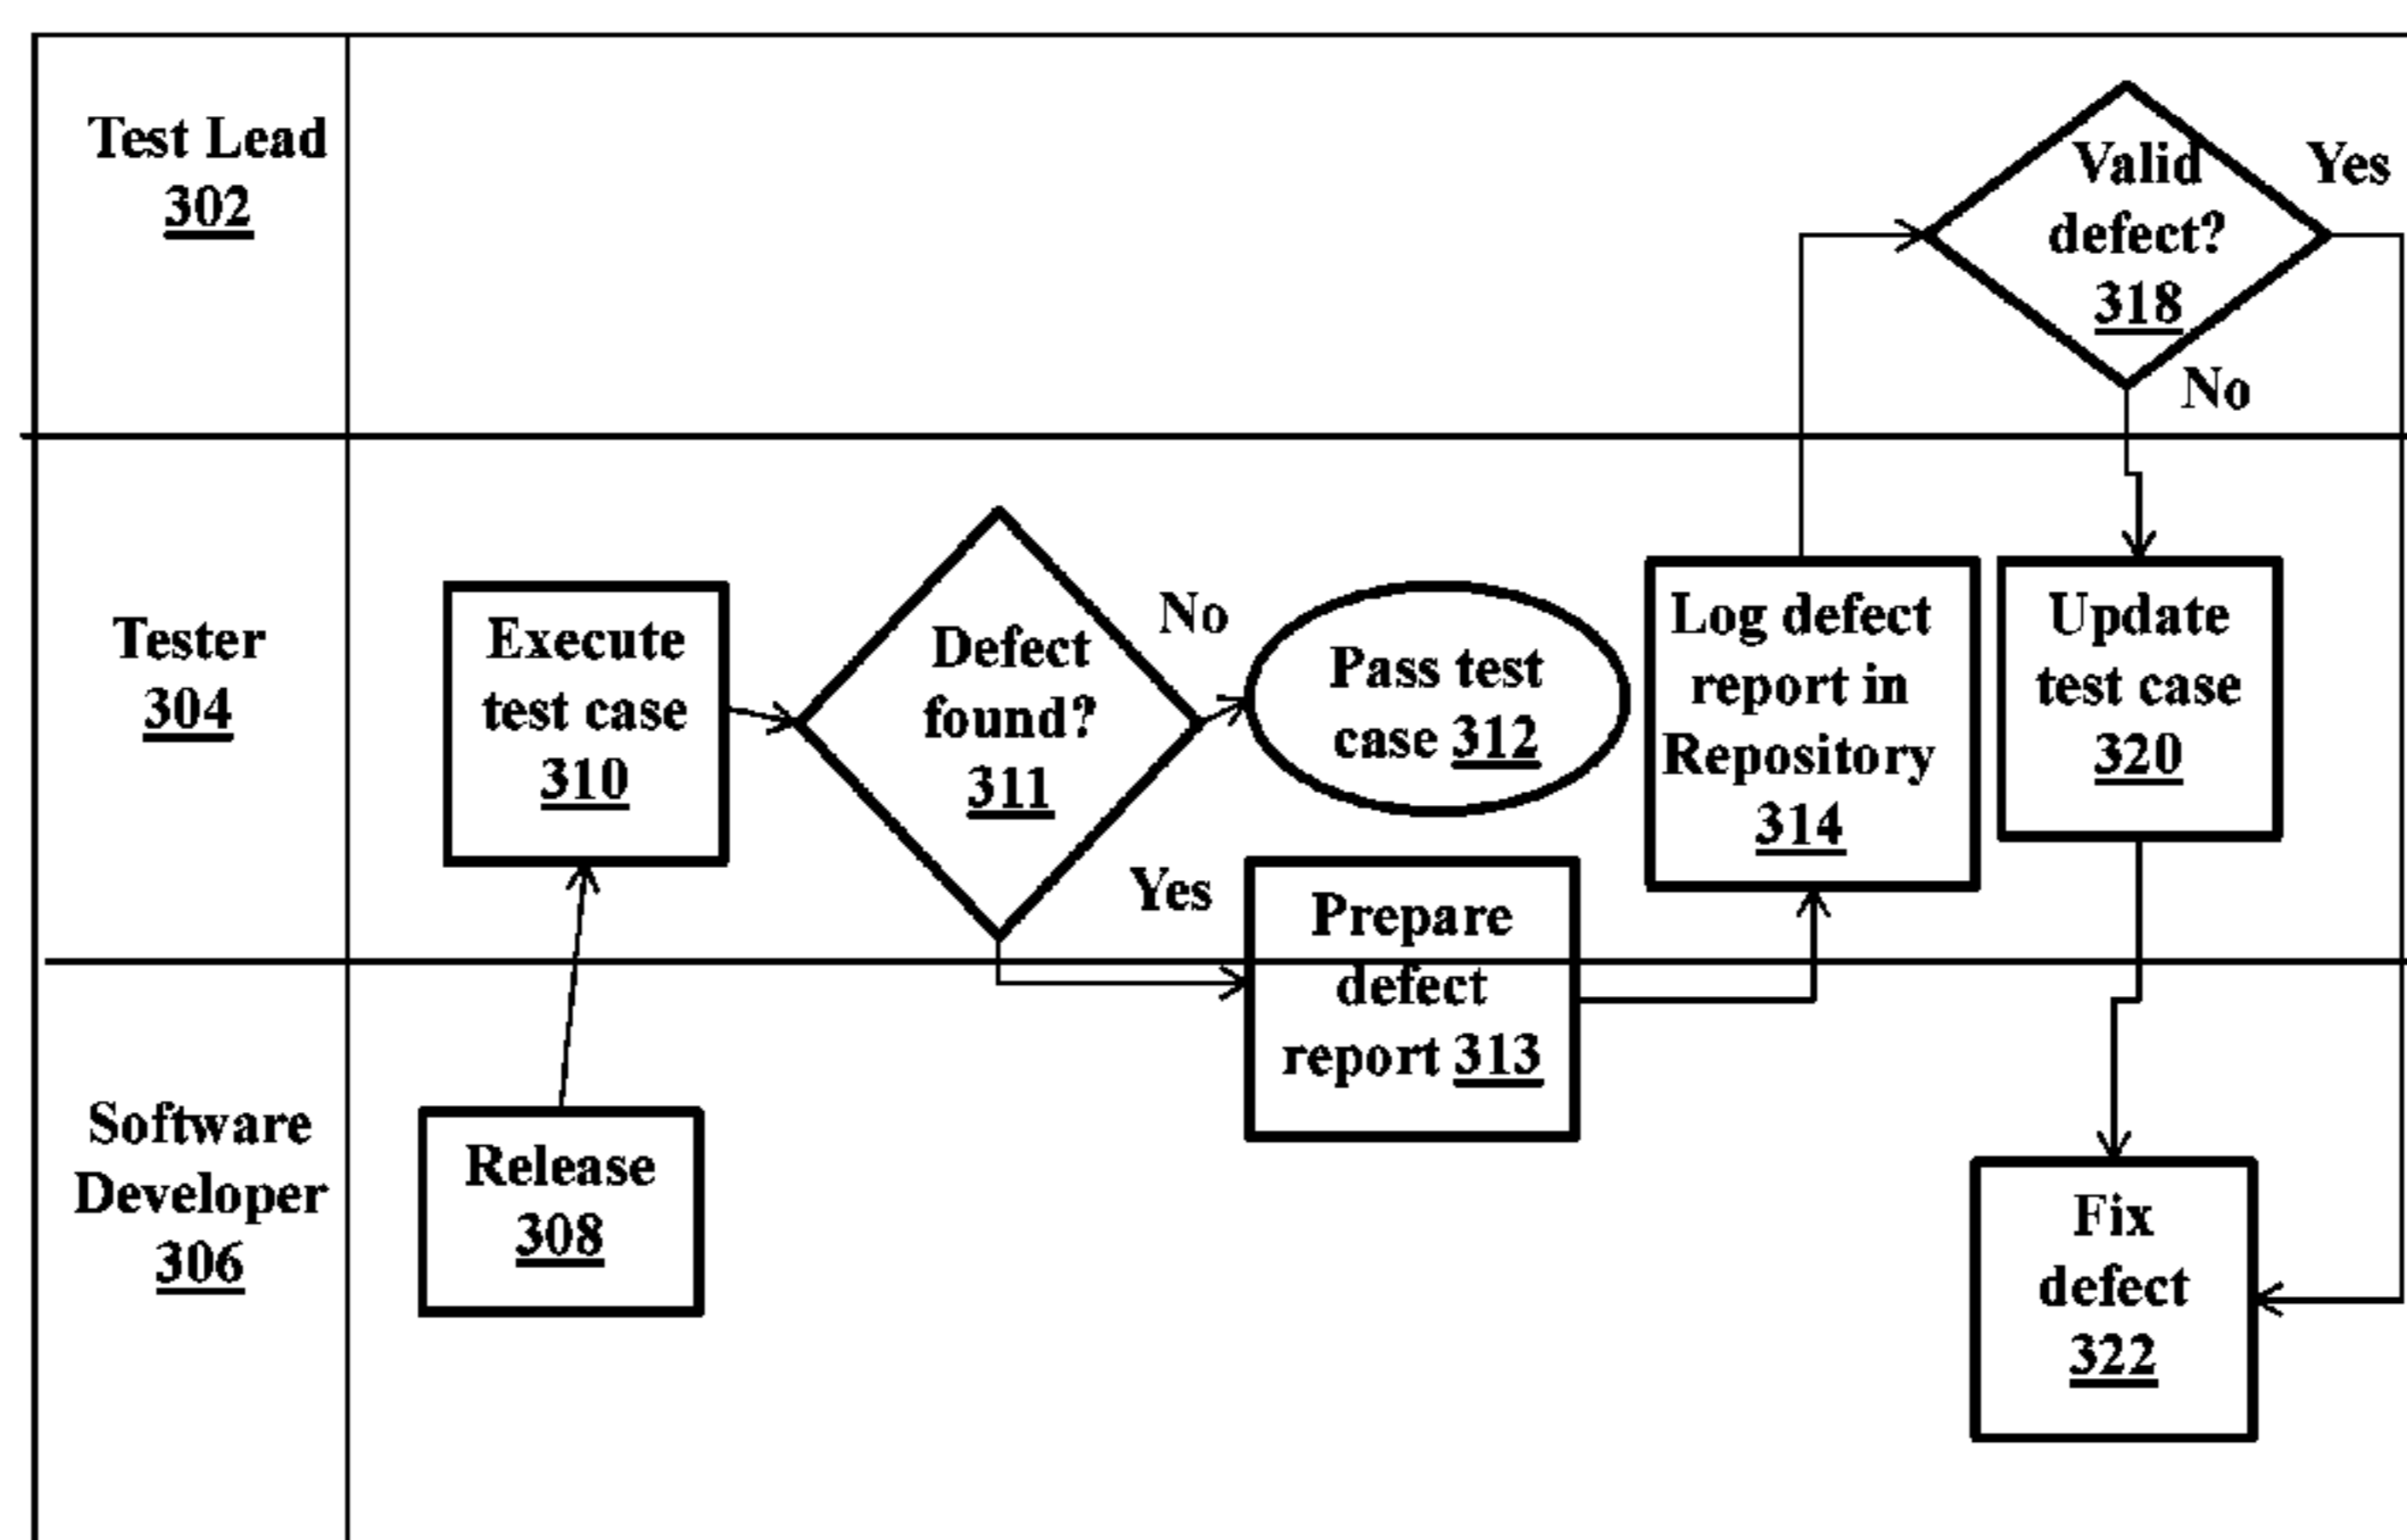 Test Lead
302
Valid
defect?
318
Yes
No
Tester
304
Execute
test case
310
Defect
found?
311
No
Yes
Pass test
case 312
Prepare
defect
report 313
Log defect
report in
Repository
314
Update
test case
320
Software
Developer
306
Release
308
Fix
defect
322